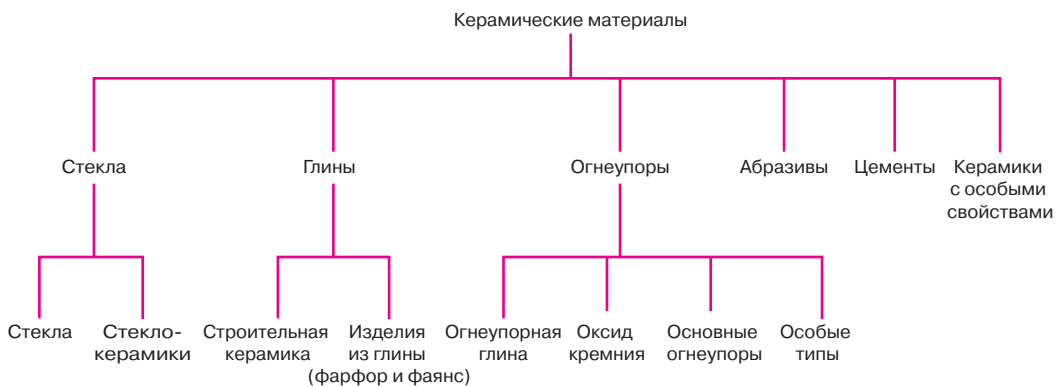 Керамические материалы
Стекла
Глины
Огнеупоры
Абразивы
Цементы
Керамики
с особыми
свойствами
Стекла
Стекло-
керамики
Строительная
керамика
Изделия
из глины
(фарфор и фаянс)
Огнеупорная
глина
Оксид
кремния
Основные
огнеупоры
Особые
типы